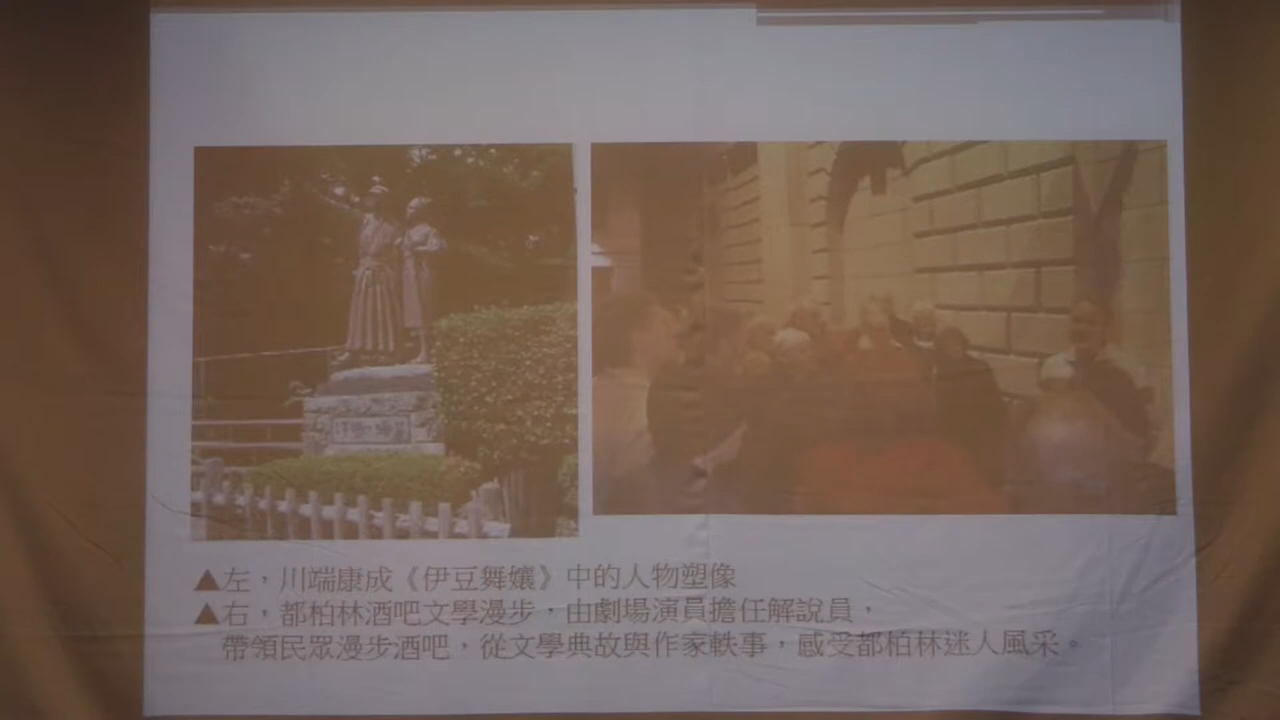 ▲左，川端康成《伊豆舞孃》中的人物塑像
▲右，都柏林酒吧文學漫步，由劇場演員擔任解說員，
帶領民眾漫步酒吧，從文學典故與作家軼事，感受都柏林迷人風采。